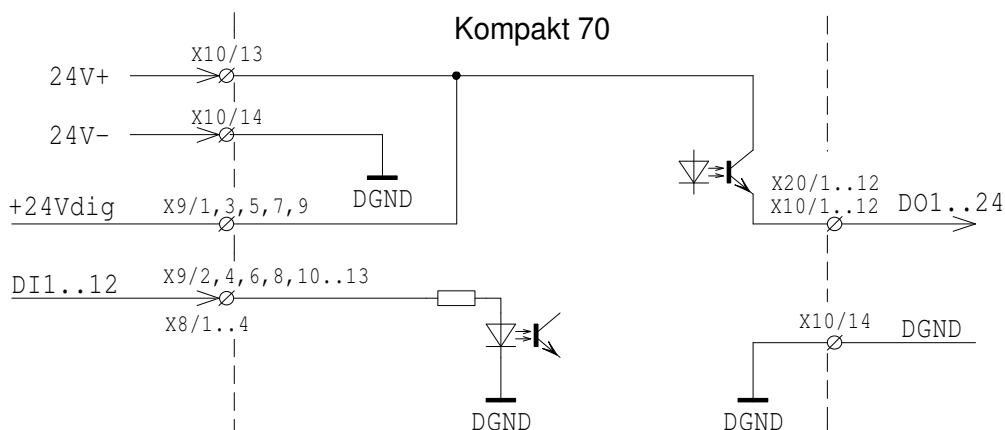 Kompakt 70
X10/13
24V+
X10/14
24V-
DGND
X20/1..12
+24Vdig
X9/1,3,5,7,9
X10/1..12
DO1..24
DI1..12
X9/2,4,6,8,10..13
X8/1..4
X10/14
DGND
DGND
DGND